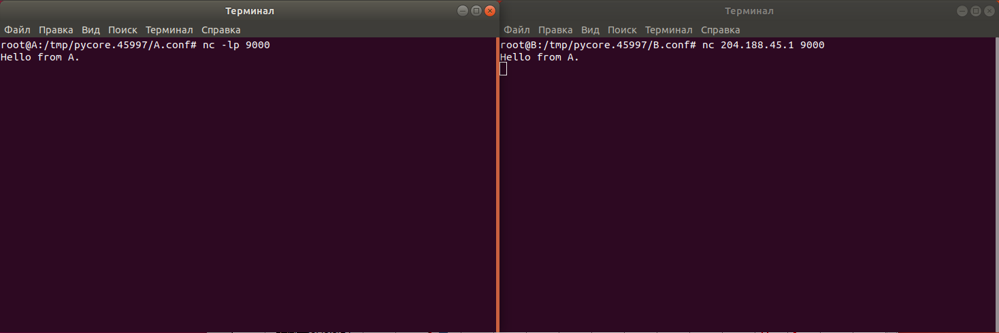 Терминал
Файл Правка Вид Поиск Терминал Справка
root@A:/tmp/pycore.45997/A.conf# nc -lp 9000
Hello from A.
Терминал
Файл Правка Вид Поиск Терминал Справка
root@B:/tmp/pycore.45997/B.conf# nc 204.188.45.1 9000
Hello from A.